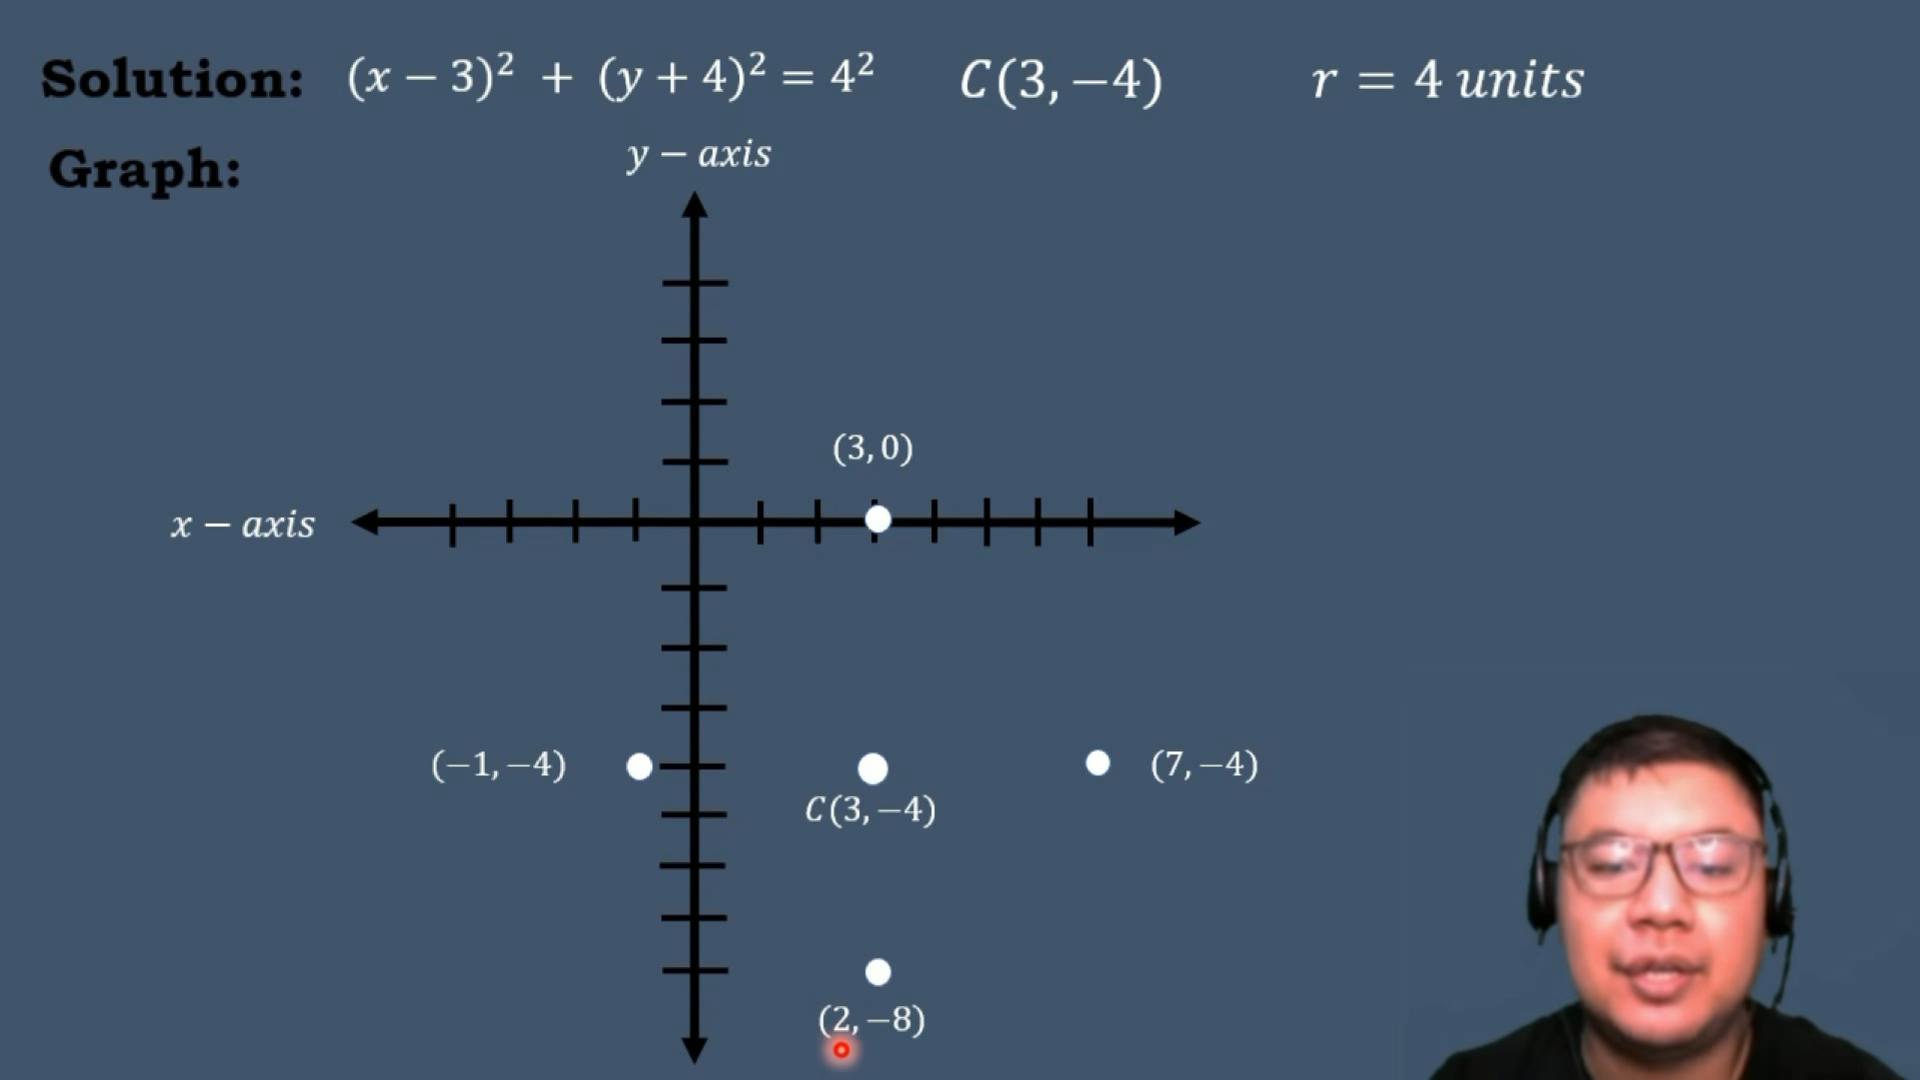 Solution: (x − 3)² + (y + 4)² = 4² C(3, −4) r = 4 units
Graph:
y − axis
(3, 0)
x − axis
(−1, −4)
(7, −4)
C(3, −4)
(2, −8)